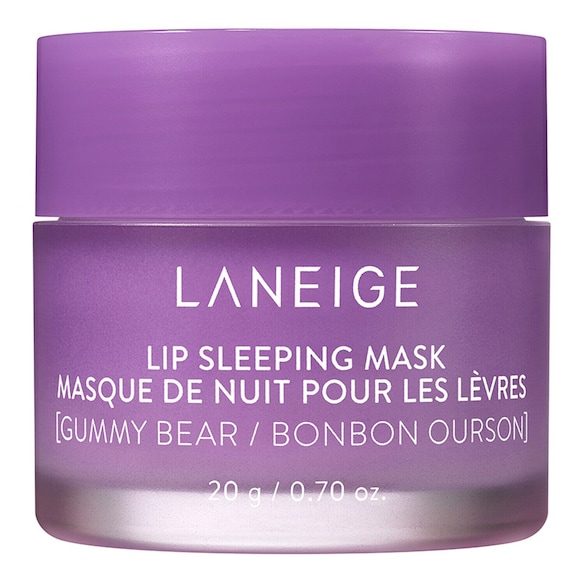 LANEIGE
LIP SLEEPING MASK
MASQUE DE NUIT POUR LES LÈVRES
[GUMMY BEAR / BONBON OURSON]
20 g / 0.70 oz.